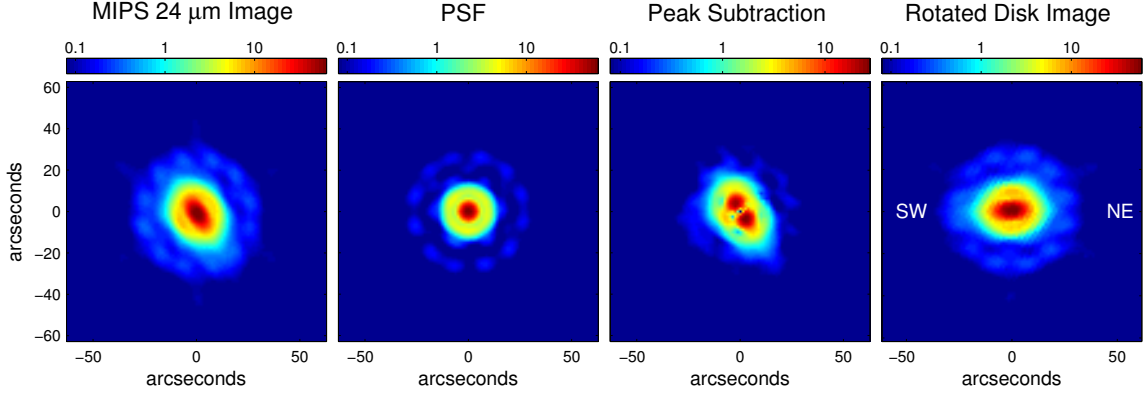 MIPS 24 μm Image
PSF
Peak Subtraction
Rotated Disk Image
0.1 1 10
0.1 1 10
0.1 1 10
0.1 1 10
60
40
20
0
−20
−40
−60
arcseconds
SW NE
−50 0 50
−50 0 50
−50 0 50
−50 0 50
arcseconds
arcseconds
arcseconds
arcseconds